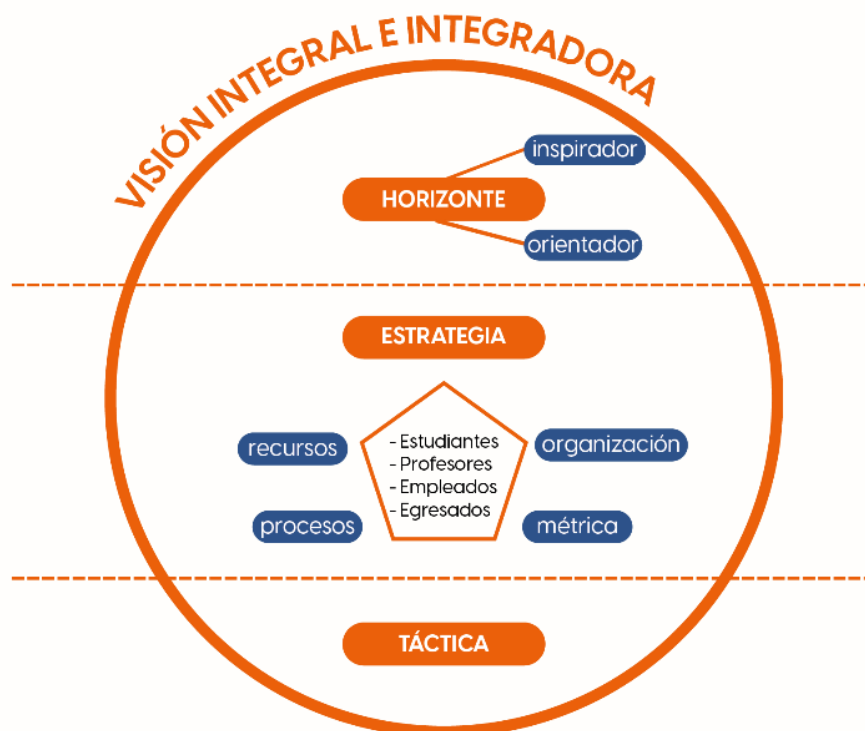 VISIÓN INTEGRAL E INTEGRADORA
inspirador
HORIZONTE
orientador
ESTRATEGIA
recursos
- Estudiantes
- Profesores
- Empleados
- Egresados
organización
procesos
métrica
TÁCTICA